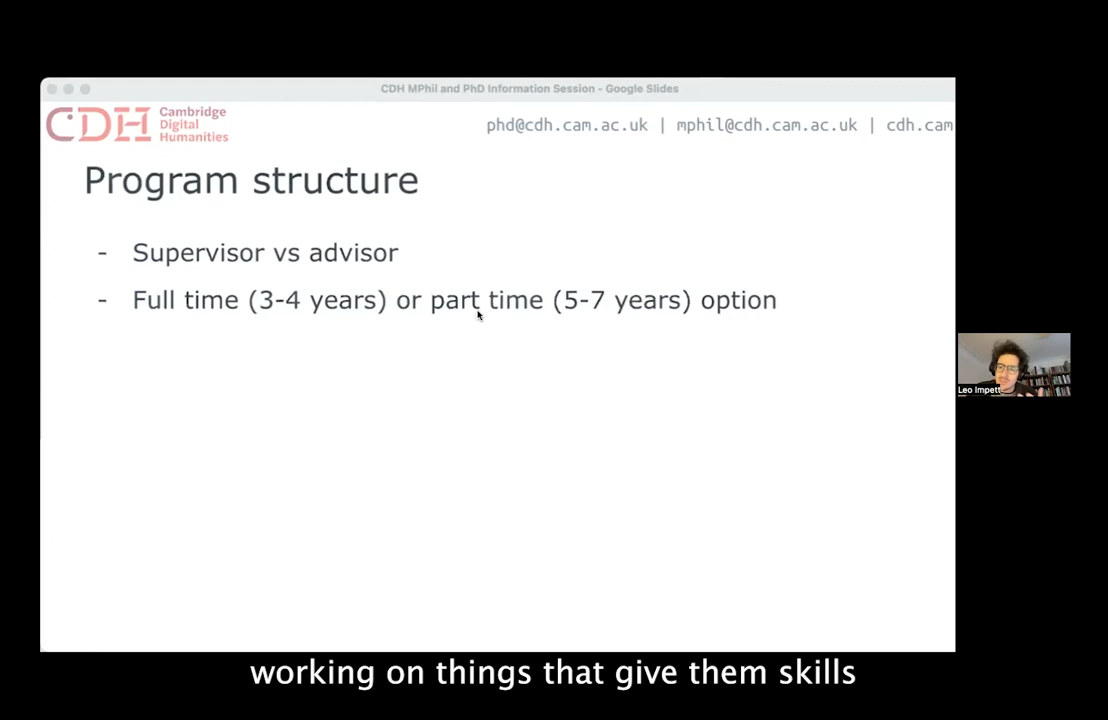 CDH MPhil and PhD Information Session - Google Slides
CDH
Cambridge
Digital
Humanities
phd@cdh.cam.ac.uk | mphil@cdh.cam.ac.uk | cdh.cam
Program structure
- Supervisor vs advisor
- Full time (3-4 years) or part time (5-7 years) option
Leo Impett
working on things that give them skills